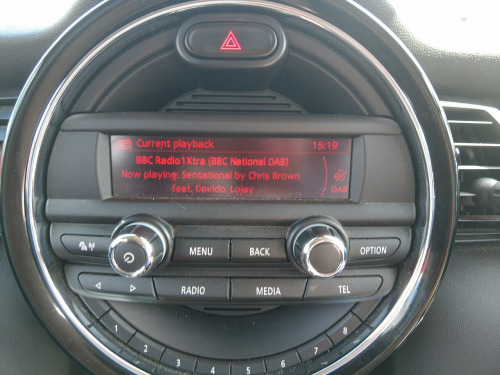 Current playback 15:19
BBC Radio 1Xtra (BBC National DAB)
Now playing: Sensational by Chris Brown
feat. Davido, Lojay
DAB
MENU BACK OPTION
RADIO MEDIA TEL
1 2 3 4 5 6 7 8